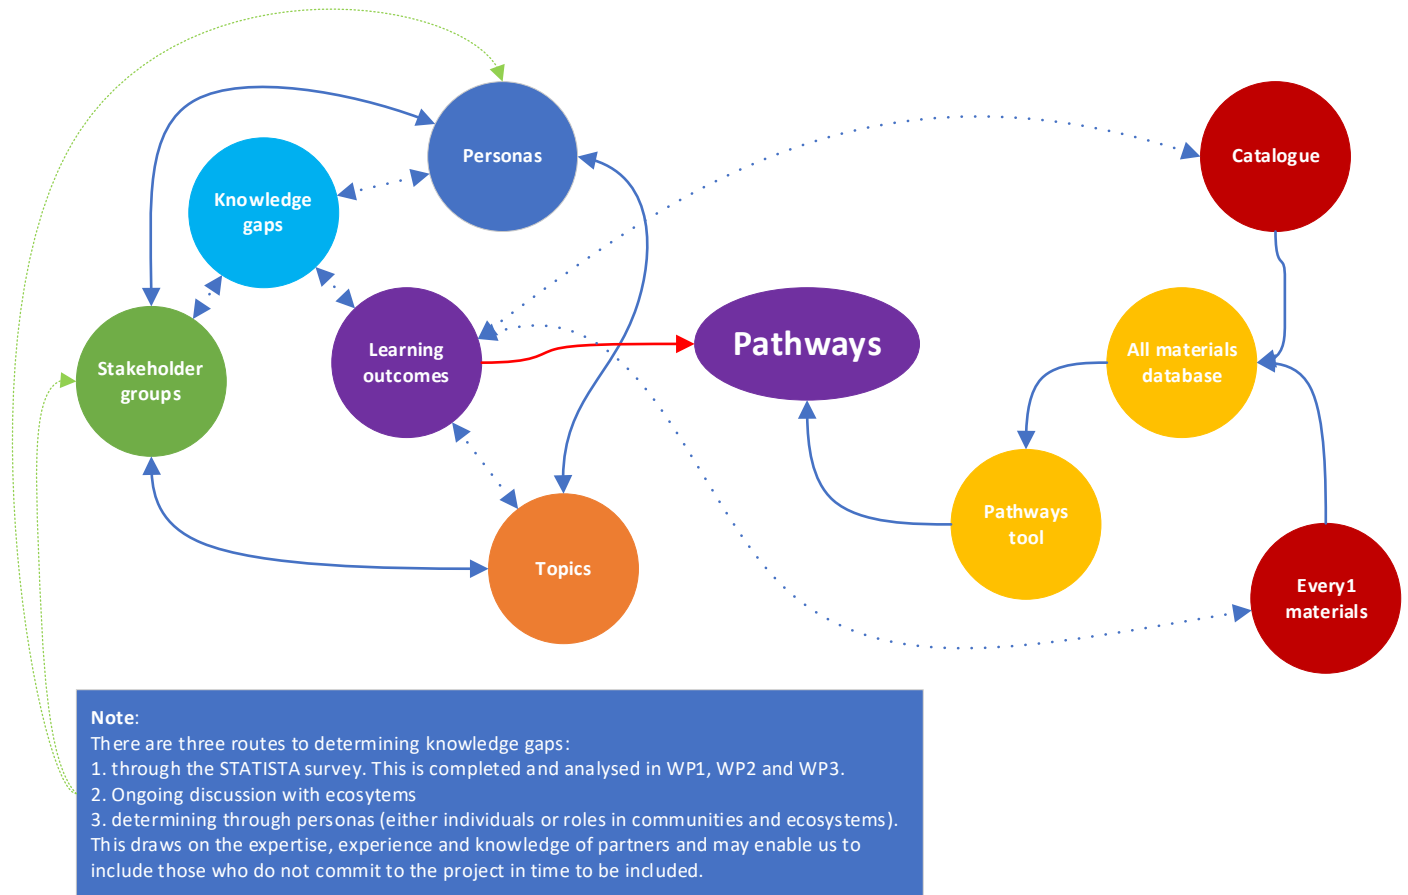 Personas
Catalogue
Knowledge
gaps
Learning
outcomes
Pathways
All materials
database
Stakeholder
groups
Pathways
tool
Topics
Every1
materials
Note:
There are three routes to determining knowledge gaps:
1. through the STATISTA survey. This is completed and analysed in WP1, WP2 and WP3.
2. Ongoing discussion with ecosytems
3. determining through personas (either individuals or roles in communities and ecosystems).
This draws on the expertise, experience and knowledge of partners and may enable us to
include those who do not commit to the project in time to be included.